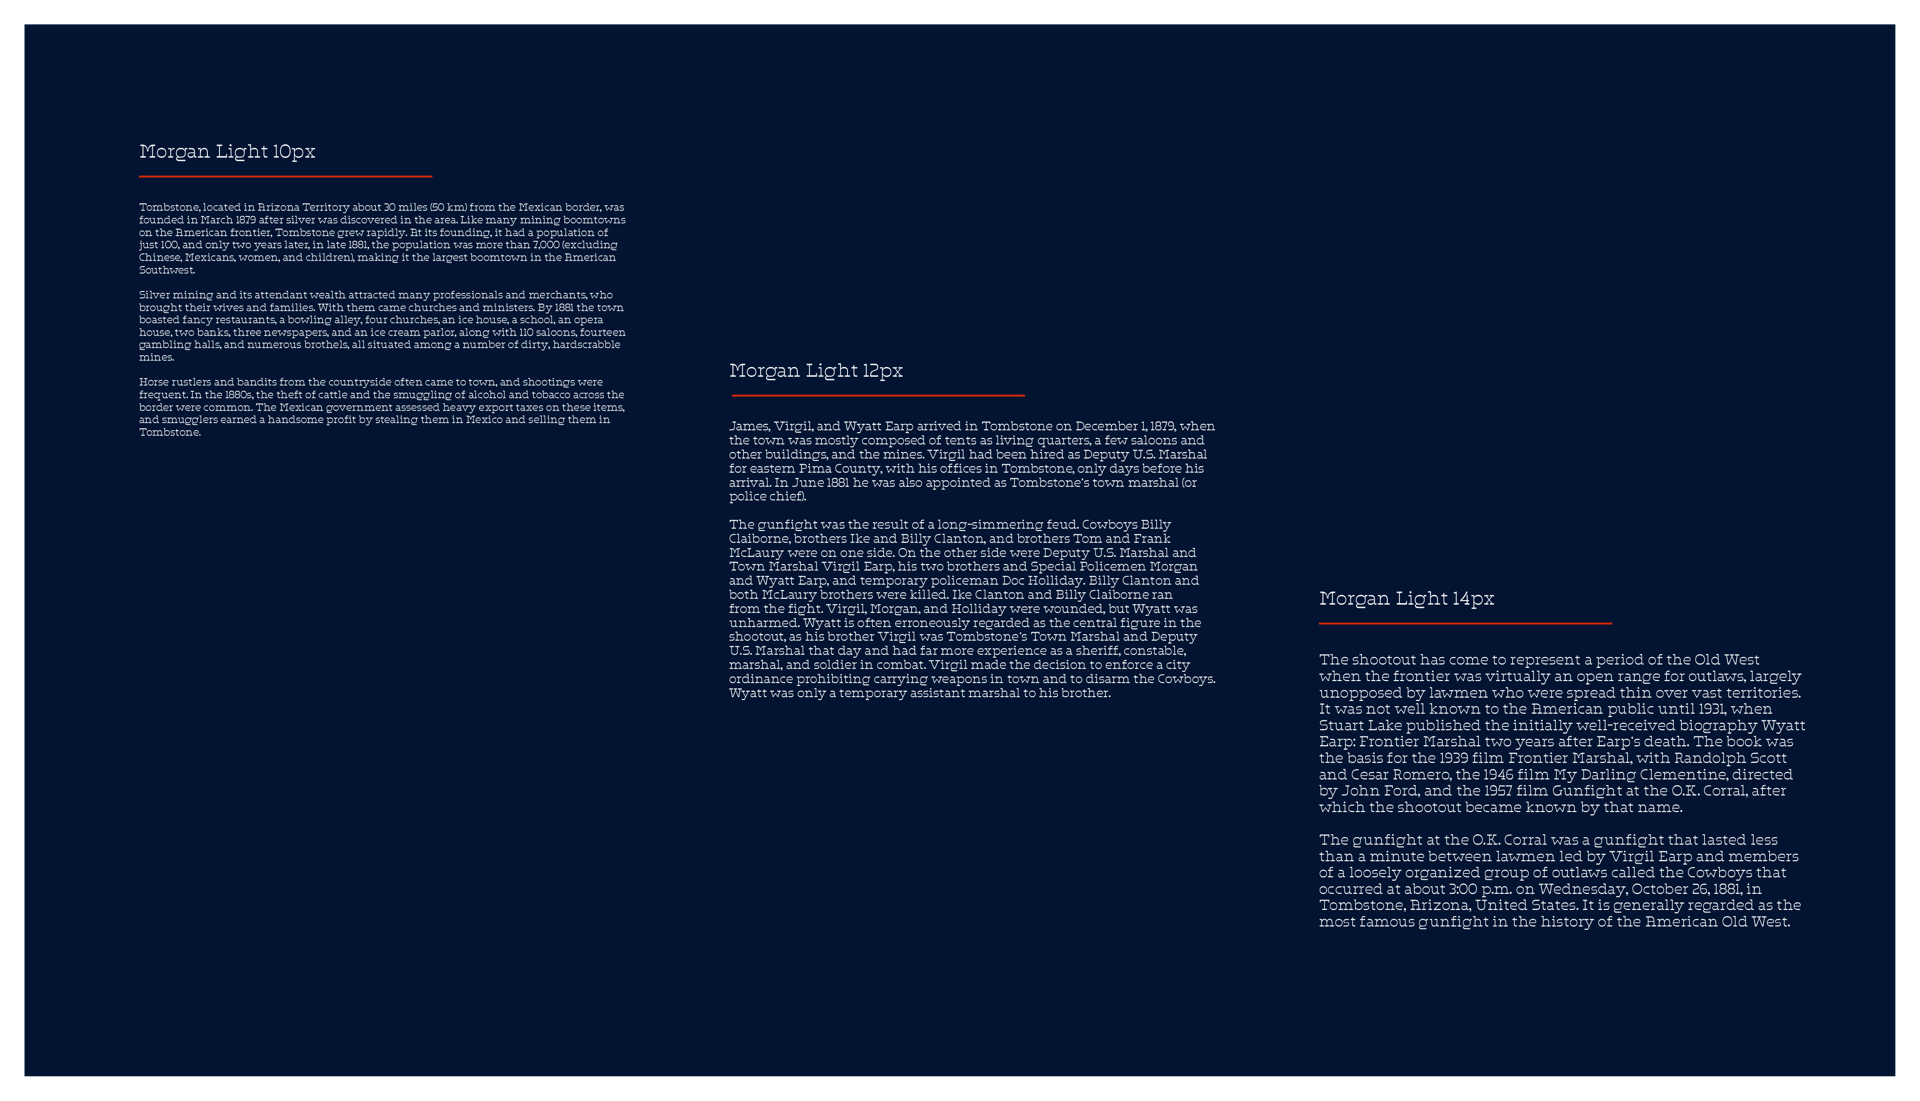 Morgan Light 10px
Tombstone, located in Arizona Territory about 30 miles (50 km) from the Mexican border, was
founded in March 1879 after silver was discovered in the area. Like many mining boomtowns
on the American frontier, Tombstone grew rapidly. At its founding, it had a population of
just 100, and only two years later, in late 1881, the population was more than 7,000 (excluding
Chinese, Mexicans, women, and children), making it the largest boomtown in the American
Southwest.
Silver mining and its attendant wealth attracted many professionals and merchants, who
brought their wives and families. With them came churches and ministers. By 1881 the town
boasted fancy restaurants, a bowling alley, four churches, an ice house, a school, an opera
house, two banks, three newspapers, and an ice cream parlor, along with 110 saloons, fourteen
gambling halls, and numerous brothels, all situated among a number of dirty, hardscrabble
mines.
Horse rustlers and bandits from the countryside often came to town, and shootings were
frequent. In the 1880s, the theft of cattle and the smuggling of alcohol and tobacco across the
border were common. The Mexican government assessed heavy export taxes on these items,
and smugglers earned a handsome profit by stealing them in Mexico and selling them in
Tombstone.
Morgan Light 12px
James, Virgil, and Wyatt Earp arrived in Tombstone on December 1, 1879, when
the town was mostly composed of tents as living quarters, a few saloons and
other buildings, and the mines. Virgil had been hired as Deputy U.S. Marshal
for eastern Pima County, with his offices in Tombstone, only days before his
arrival. In June 1881 he was also appointed as Tombstone's town marshal (or
police chief).
The gunfight was the result of a long-simmering feud. Cowboys Billy
Claiborne, brothers Ike and Billy Clanton, and brothers Tom and Frank
McLaury were on one side. On the other side were Deputy U.S. Marshal and
Town Marshal Virgil Earp, his two brothers and Special Policemen Morgan
and Wyatt Earp, and temporary policeman Doc Holliday. Billy Clanton and
both McLaury brothers were killed. Ike Clanton and Billy Claiborne ran
from the fight. Virgil, Morgan, and Holliday were wounded, but Wyatt was
unharmed. Wyatt is often erroneously regarded as the central figure in the
shootout, as his brother Virgil was Tombstone's Town Marshal and Deputy
U.S. Marshal that day and had far more experience as a sheriff, constable,
marshal, and soldier in combat. Virgil made the decision to enforce a city
ordinance prohibiting carrying weapons in town and to disarm the Cowboys.
Wyatt was only a temporary assistant marshal to his brother.
Morgan Light 14px
The shootout has come to represent a period of the Old West
when the frontier was virtually an open range for outlaws, largely
unopposed by lawmen who were spread thin over vast territories.
It was not well known to the American public until 1931, when
Stuart Lake published the initially well-received biography Wyatt
Earp: Frontier Marshal two years after Earp's death. The book was
the basis for the 1939 film Frontier Marshal, with Randolph Scott
and Cesar Romero, the 1946 film My Darling Clementine, directed
by John Ford, and the 1957 film Gunfight at the O.K. Corral, after
which the shootout became known by that name.
The gunfight at the O.K. Corral was a gunfight that lasted less
than a minute between lawmen led by Virgil Earp and members
of a loosely organized group of outlaws called the Cowboys that
occurred at about 3:00 p.m. on Wednesday, October 26, 1881, in
Tombstone, Arizona, United States. It is generally regarded as the
most famous gunfight in the history of the American Old West.